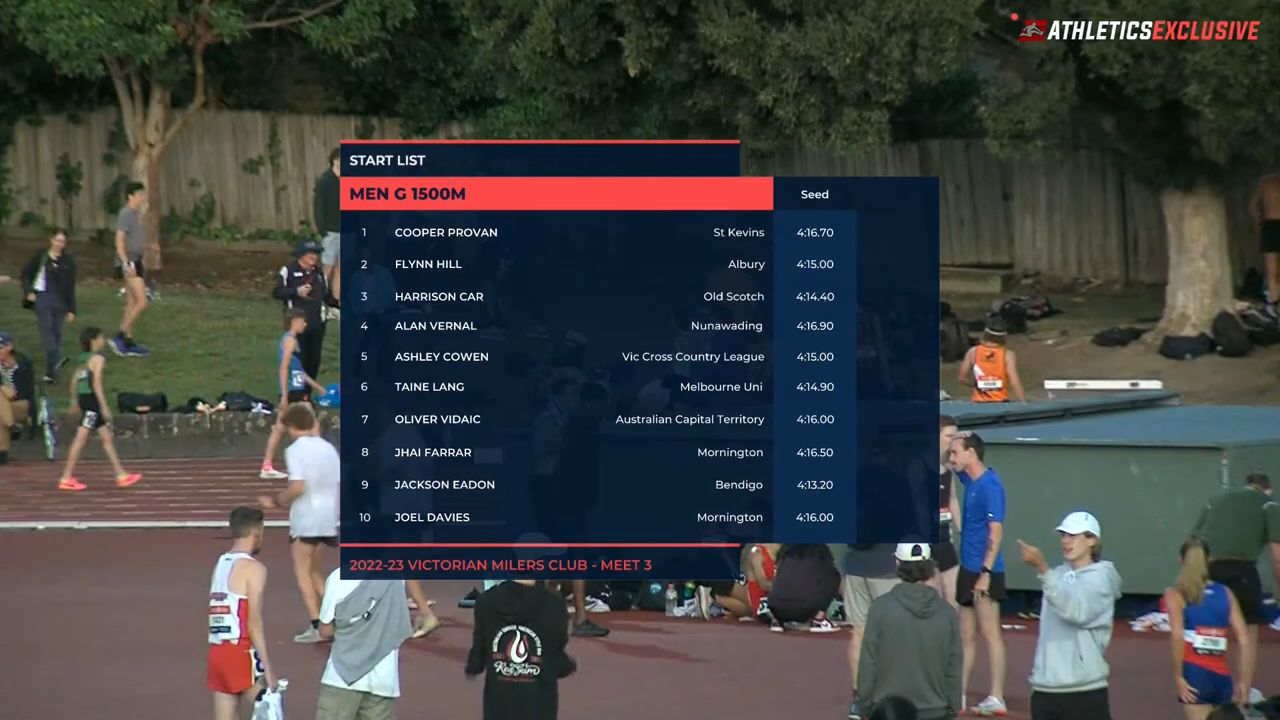 ATHLETICSEXCLUSIVE
START LIST
MEN G 1500M Seed
1 COOPER PROVAN St Kevins 4:16.70
2 FLYNN HILL Albury 4:15.00
3 HARRISON CAR Old Scotch 4:14.40
4 ALAN VERNAL Nunawading 4:16.90
5 ASHLEY COWEN Vic Cross Country League 4:15.00
6 TAINE LANG Melbourne Uni 4:14.90
7 OLIVER VIDAIC Australian Capital Territory 4:16.00
8 JHAI FARRAR Mornington 4:16.50
9 JACKSON EADON Bendigo 4:13.20
10 JOEL DAVIES Mornington 4:16.00
2022-23 VICTORIAN MILERS CLUB - MEET 3